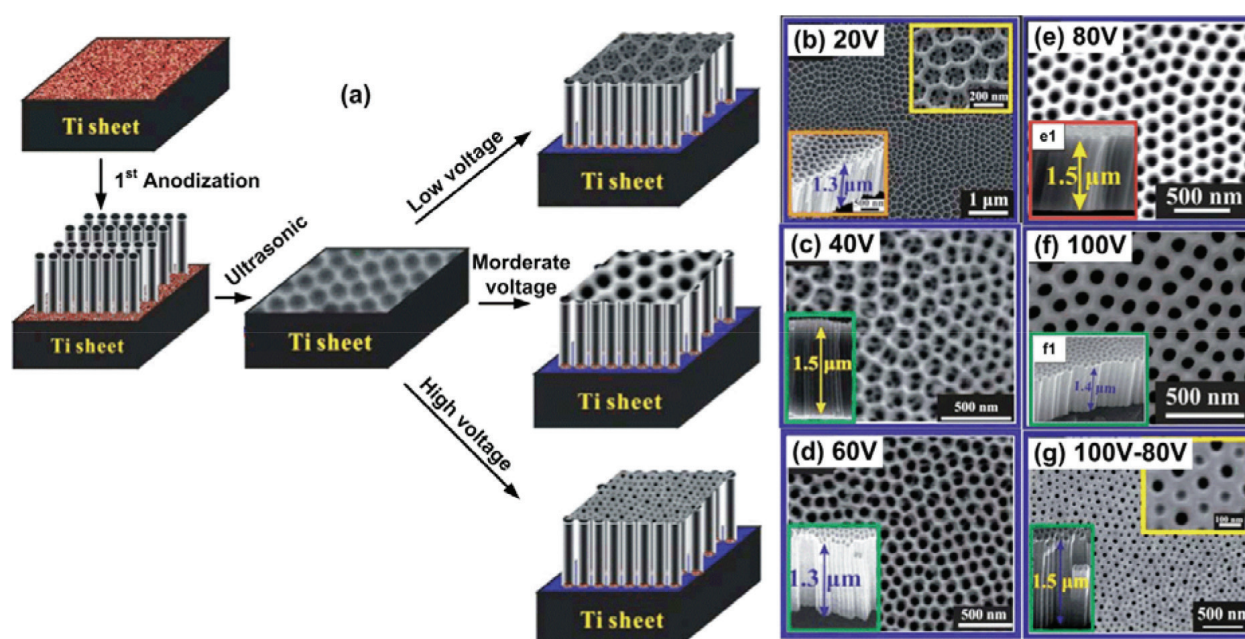 (a)
Ti sheet
1st Anodization
Ti sheet
Ultrasonic
Ti sheet
Low voltage
Morderate
voltage
High voltage
Ti sheet
Ti sheet
Ti sheet
(b) 20V
200 nm
1.3 μm
500 nm
1 μm
(c) 40V
1.5 μm
500 nm
(d) 60V
1.3 μm
500 nm
(e) 80V
e1
1.5 μm
500 nm
(f) 100V
f1
1.4 μm
500 nm
(g) 100V-80V
100 nm
1.5 μm
500 nm